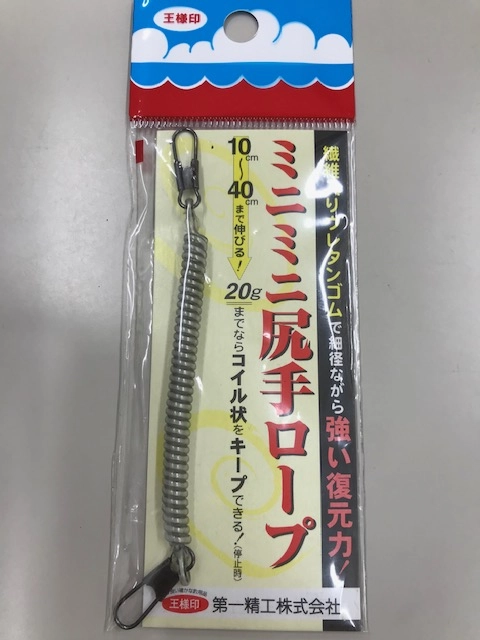 王様印
繊維入りウレタンゴムで細径ながら強い復元力!
ミニミニ尻手ロープ
10cm
〜
40cm
まで伸びる!
20g
までならコイル状をキープできる!(停止時)
王様印
第一精工株式会社